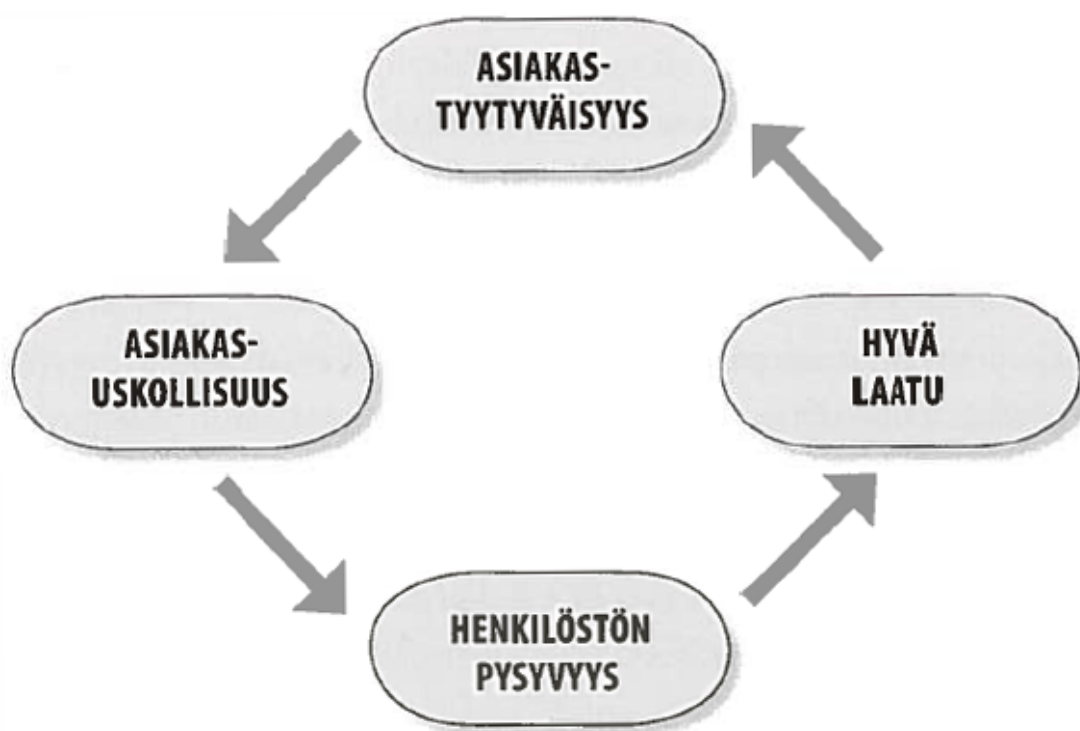 ASIAKAS-
TYYTYVÄISYYS
ASIAKAS-
USKOLLISUUS
HYVÄ
LAATU
HENKILÖSTÖN
PYSYVYYS